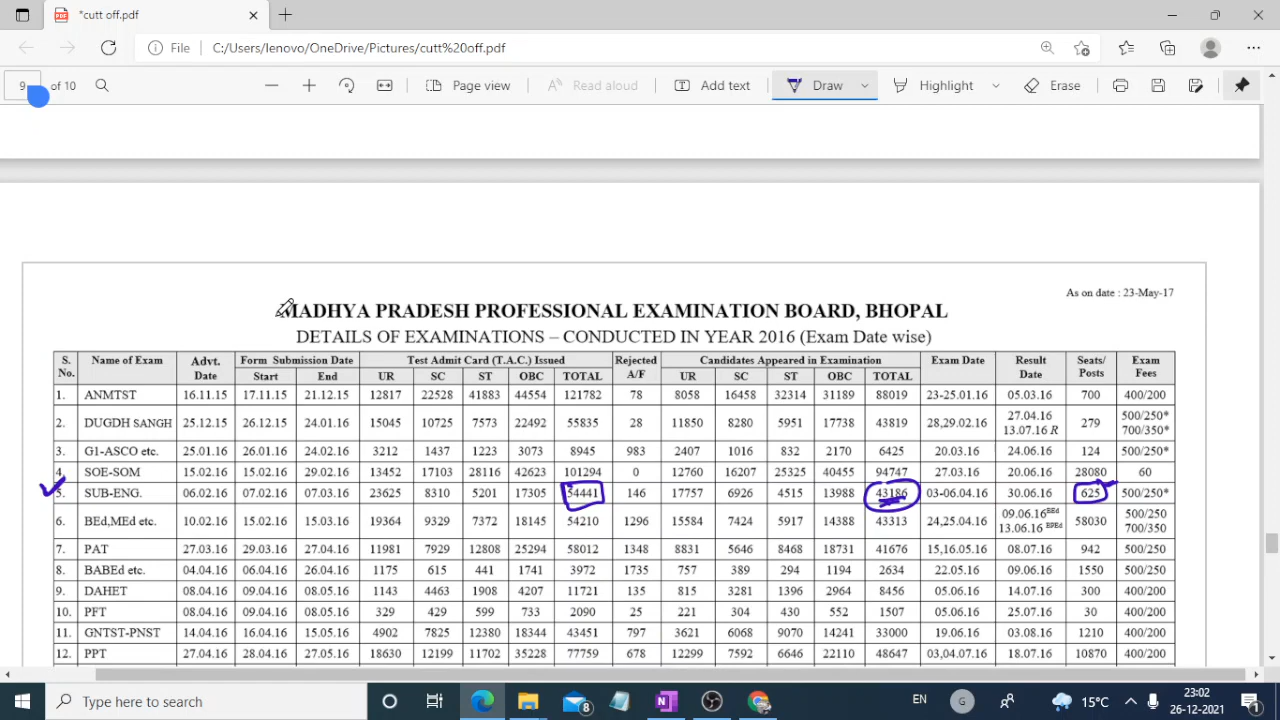 *cutt off.pdf
File C:/Users/lenovo/OneDrive/Pictures/cutt%20off.pdf
9 of 10 Page view Read aloud Add text Draw Highlight Erase
As on date : 23-May-17
MADHYA PRADESH PROFESSIONAL EXAMINATION BOARD, BHOPAL
DETAILS OF EXAMINATIONS – CONDUCTED IN YEAR 2016 (Exam Date wise)
S. No. Name of Exam Advt. Date Form Submission Date Test Admit Card (T.A.C.) Issued Rejected A/F Candidates Appeared in Examination Exam Date Result Date Seats/ Posts Exam Fees
Start End UR SC ST OBC TOTAL UR SC ST OBC TOTAL
1. ANMTST 16.11.15 17.11.15 21.12.15 12817 22528 41883 44554 121782 78 8058 16458 32314 31189 88019 23-25.01.16 05.03.16 700 400/200
2. DUGDH SANGH 25.12.15 26.12.15 24.01.16 15045 10725 7573 22492 55835 28 11850 8280 5951 17738 43819 28,29.02.16 27.04.16 13.07.16 R 279 500/250* 700/350*
3. G1-ASCO etc. 25.01.16 26.01.16 24.02.16 3212 1437 1223 3073 8945 983 2407 1016 832 2170 6425 20.03.16 24.06.16 124 500/250*
4. SOE-SOM 15.02.16 15.02.16 29.02.16 13452 17103 28116 42623 101294 0 12760 16207 25325 40455 94747 27.03.16 20.06.16 28080 60
5. SUB-ENG. 06.02.16 07.02.16 07.03.16 23625 8310 5201 17305 54441 146 17757 6926 4515 13988 43186 03-06.04.16 30.06.16 625 500/250*
6. BEd,MEd etc. 10.02.16 15.02.16 15.03.16 19364 9329 7372 18145 54210 1296 15584 7424 5917 14388 43313 24,25.04.16 09.06.16 BEd 13.06.16 BPEd 58030 500/250 700/350
7. PAT 27.03.16 29.03.16 27.04.16 11981 7929 12808 25294 58012 1348 8831 5646 8468 18731 41676 15,16.05.16 08.07.16 942 500/250
8. BABEd etc. 04.04.16 06.04.16 26.04.16 1175 615 441 1741 3972 1735 757 389 294 1194 2634 22.05.16 09.06.16 1550 500/250
9. DAHET 08.04.16 09.04.16 08.05.16 1143 4463 1908 4207 11721 135 815 3281 1396 2964 8456 05.06.16 14.07.16 300 400/200
10. PFT 08.04.16 09.04.16 08.05.16 329 429 599 733 2090 25 221 304 430 552 1507 05.06.16 25.07.16 30 400/200
11. GNTST-PNST 14.04.16 16.04.16 15.05.16 4902 7825 12380 18344 43451 797 3621 6068 9070 14241 33000 19.06.16 03.08.16 1210 400/200
12. PPT 27.04.16 28.04.16 27.05.16 18630 12199 11702 35228 77759 678 12299 7592 6646 22110 48647 03,04.07.16 18.07.16 10870 400/200
Type here to search 8 EN G 15°C 23:02 1
26-12-2021